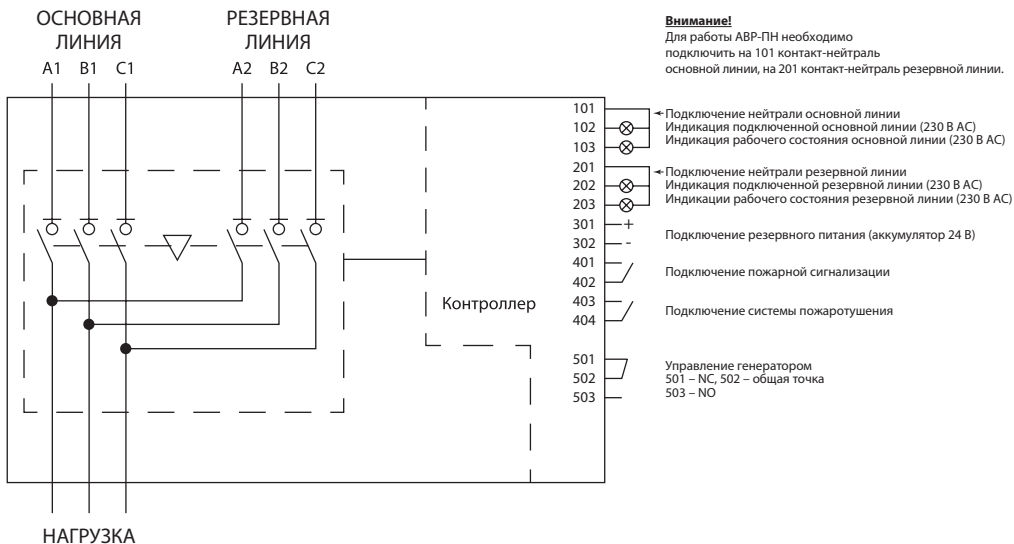 ОСНОВНАЯ
ЛИНИЯ
A1 B1 C1
РЕЗЕРВНАЯ
ЛИНИЯ
A2 B2 C2
Внимание!
Для работы АВР-ПН необходимо
подключить на 101 контакт-нейтраль
основной линии, на 201 контакт-нейтраль резервной линии.
101
Подключение нейтрали основной линии
102
Индикация подключенной основной линии (230 В АС)
103
Индикация рабочего состояния основной линии (230 В АС)
201
Подключение нейтрали резервной линии
202
Индикация подключенной резервной линии (230 В АС)
203
Индикации рабочего состояния резервной линии (230 В АС)
301 +
302 -
Подключение резервного питания (аккумулятор 24 В)
401
402
Подключение пожарной сигнализации
Контроллер
403
404
Подключение системы пожаротушения
501
502
503
Управление генератором
501 – NC, 502 – общая точка
503 – NO
НАГРУЗКА